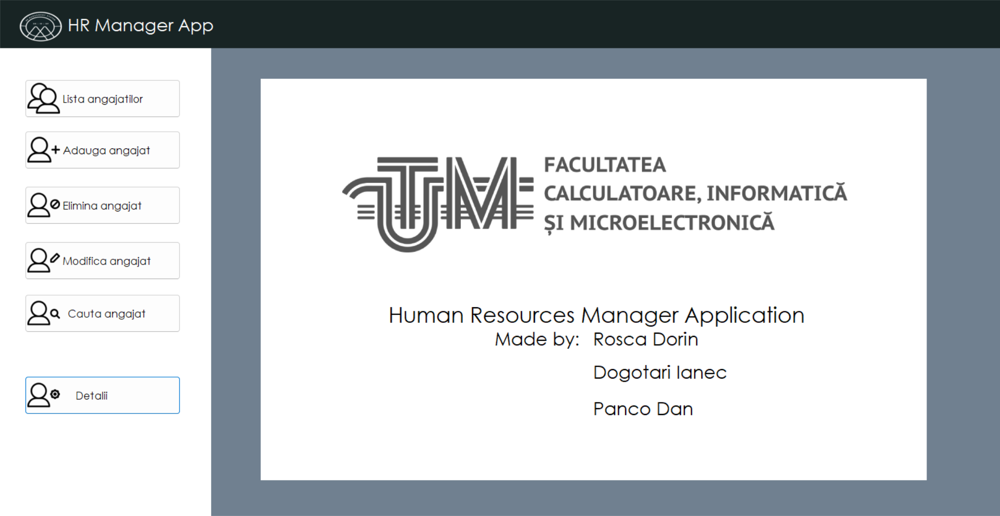 HR Manager App
Lista angajatilor
Adauga angajat
Elimina angajat
Modifica angajat
Cauta angajat
Detalii
UTM
FACULTATEA
CALCULATOARE, INFORMATICĂ
ȘI MICROELECTRONICĂ
Human Resources Manager Application
Made by: Rosca Dorin
Dogotari Ianec
Panco Dan